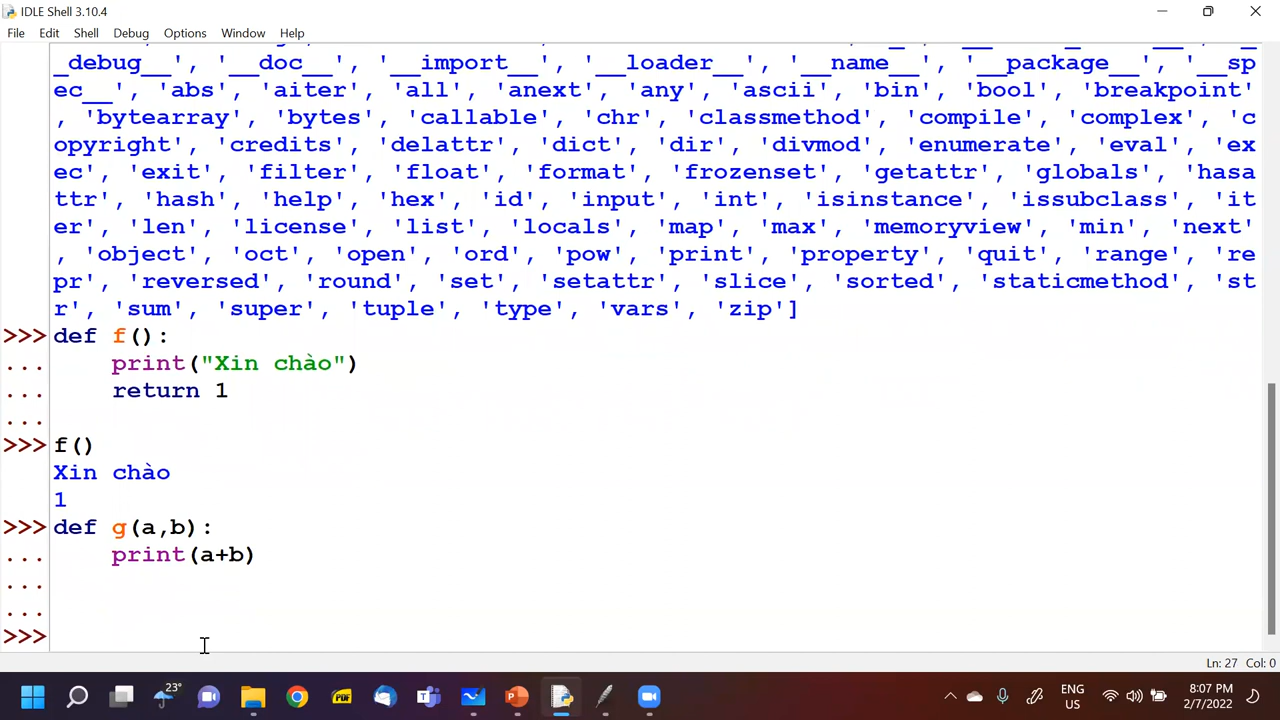 IDLE Shell 3.10.4
File Edit Shell Debug Options Window Help
_debug__', '__doc__', '__import__', '__loader__', '__name__', '__package__', '__sp
ec__', 'abs', 'aiter', 'all', 'anext', 'any', 'ascii', 'bin', 'bool', 'breakpoint'
, 'bytearray', 'bytes', 'callable', 'chr', 'classmethod', 'compile', 'complex', 'c
opyright', 'credits', 'delattr', 'dict', 'dir', 'divmod', 'enumerate', 'eval', 'ex
ec', 'exit', 'filter', 'float', 'format', 'frozenset', 'getattr', 'globals', 'hasa
ttr', 'hash', 'help', 'hex', 'id', 'input', 'int', 'isinstance', 'issubclass', 'it
er', 'len', 'license', 'list', 'locals', 'map', 'max', 'memoryview', 'min', 'next'
, 'object', 'oct', 'open', 'ord', 'pow', 'print', 'property', 'quit', 'range', 're
pr', 'reversed', 'round', 'set', 'setattr', 'slice', 'sorted', 'staticmethod', 'st
r', 'sum', 'super', 'tuple', 'type', 'vars', 'zip']
>>> def f():
... print("Xin chào")
... return 1
...
>>> f()
Xin chào
1
>>> def g(a,b):
... print(a+b)
...
...
>>>
Ln: 27 Col: 0
23°
PDF
ENG
US
8:07 PM
2/7/2022